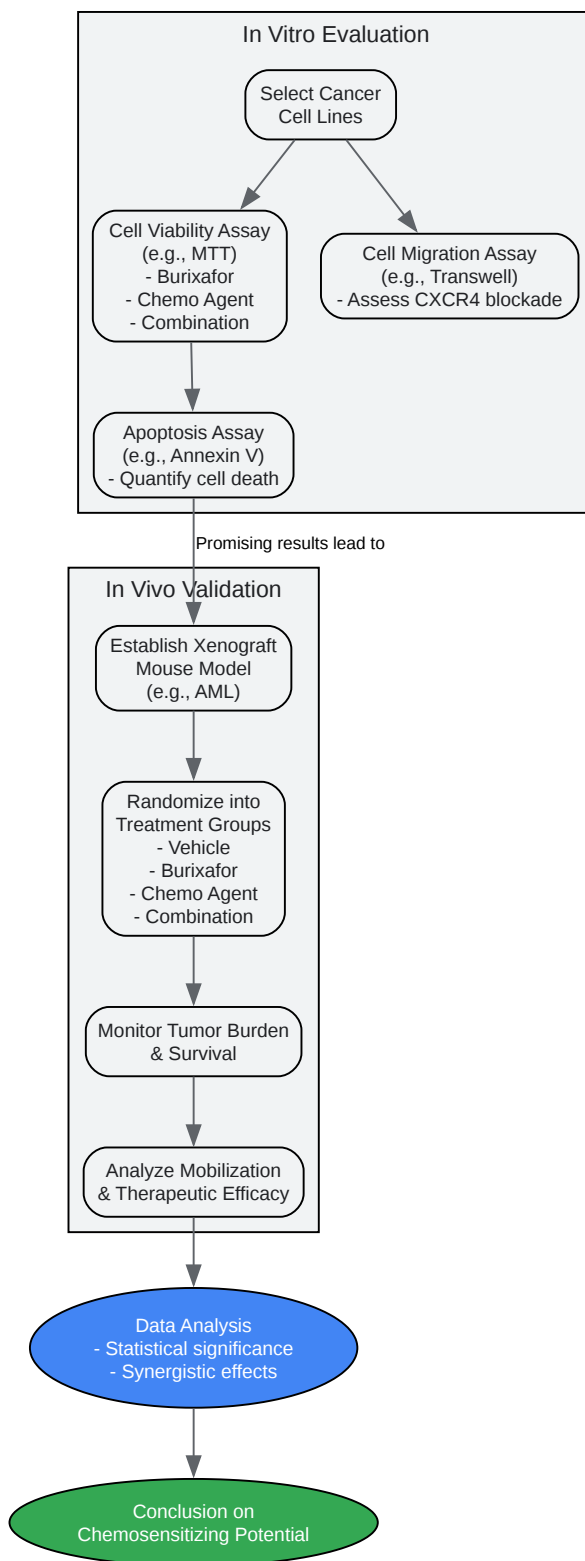 In Vitro Evaluation
Select Cancer
Cell Lines
Cell Viability Assay
(e.g., MTT)
- Burixafor
- Chemo Agent
- Combination
Cell Migration Assay
(e.g., Transwell)
- Assess CXCR4 blockade
Apoptosis Assay
(e.g., Annexin V)
- Quantify cell death
Promising results lead to
In Vivo Validation
Establish Xenograft
Mouse Model
(e.g., AML)
Randomize into
Treatment Groups
- Vehicle
- Burixafor
- Chemo Agent
- Combination
Monitor Tumor Burden
& Survival
Analyze Mobilization
& Therapeutic Efficacy
Data Analysis
- Statistical significance
- Synergistic effects
Conclusion on
Chemosensitizing Potential